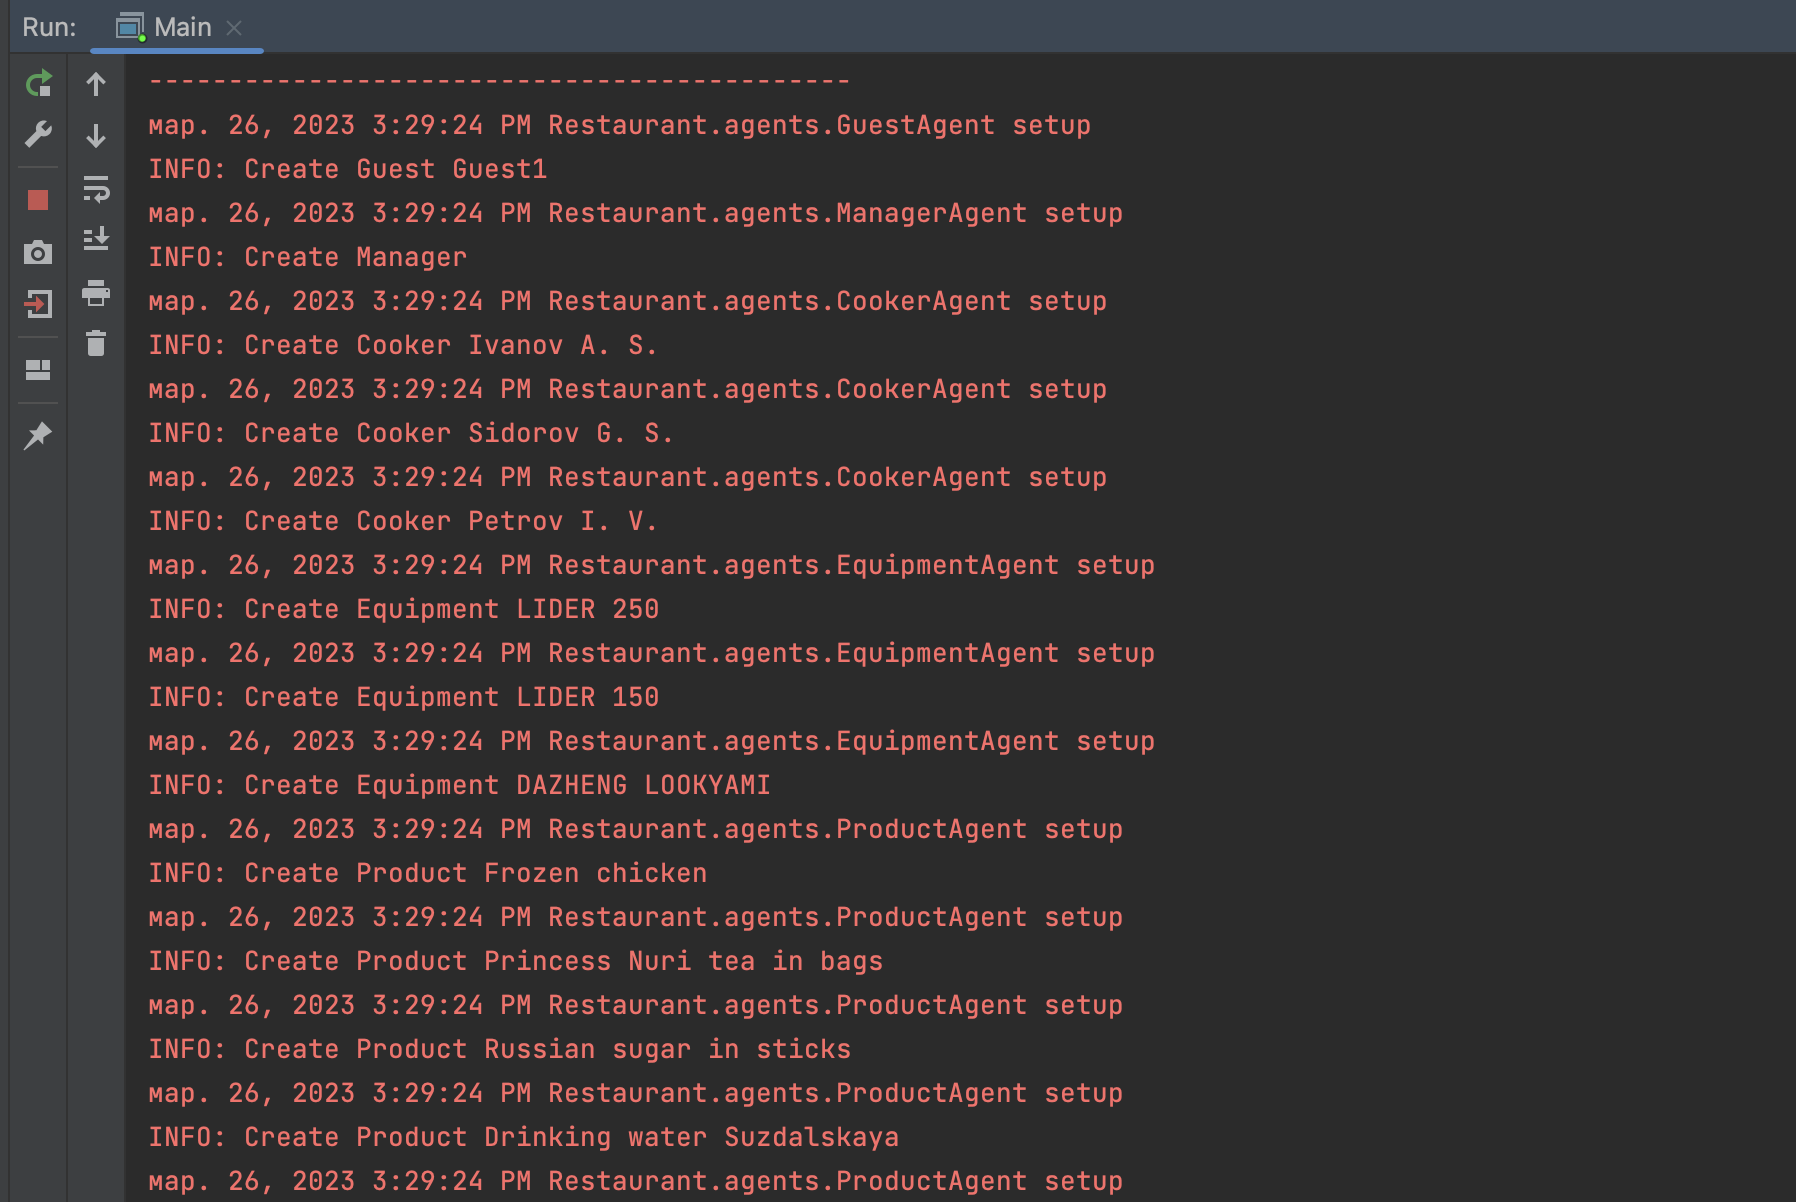 Run: Main
--------------------------------------------
мар. 26, 2023 3:29:24 PM Restaurant.agents.GuestAgent setup
INFO: Create Guest Guest1
мар. 26, 2023 3:29:24 PM Restaurant.agents.ManagerAgent setup
INFO: Create Manager
мар. 26, 2023 3:29:24 PM Restaurant.agents.CookerAgent setup
INFO: Create Cooker Ivanov A. S.
мар. 26, 2023 3:29:24 PM Restaurant.agents.CookerAgent setup
INFO: Create Cooker Sidorov G. S.
мар. 26, 2023 3:29:24 PM Restaurant.agents.CookerAgent setup
INFO: Create Cooker Petrov I. V.
мар. 26, 2023 3:29:24 PM Restaurant.agents.EquipmentAgent setup
INFO: Create Equipment LIDER 250
мар. 26, 2023 3:29:24 PM Restaurant.agents.EquipmentAgent setup
INFO: Create Equipment LIDER 150
мар. 26, 2023 3:29:24 PM Restaurant.agents.EquipmentAgent setup
INFO: Create Equipment DAZHENG LOOKYAMI
мар. 26, 2023 3:29:24 PM Restaurant.agents.ProductAgent setup
INFO: Create Product Frozen chicken
мар. 26, 2023 3:29:24 PM Restaurant.agents.ProductAgent setup
INFO: Create Product Princess Nuri tea in bags
мар. 26, 2023 3:29:24 PM Restaurant.agents.ProductAgent setup
INFO: Create Product Russian sugar in sticks
мар. 26, 2023 3:29:24 PM Restaurant.agents.ProductAgent setup
INFO: Create Product Drinking water Suzdalskaya
мар. 26, 2023 3:29:24 PM Restaurant.agents.ProductAgent setup